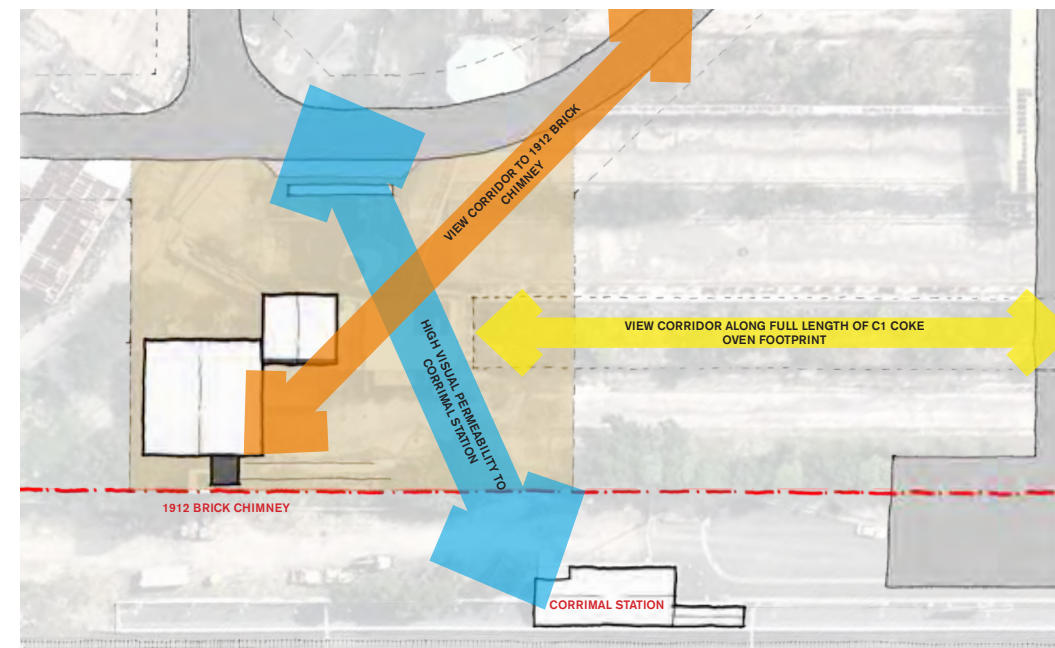 VIEW CORRIDOR TO 1912 BRICK
CHIMNEY
VIEW CORRIDOR ALONG FULL LENGTH OF C1 COKE
OVEN FOOTPRINT
HIGH VISUAL PERMEABILITY TO
CORRIMAL STATION
1912 BRICK CHIMNEY
CORRIMAL STATION